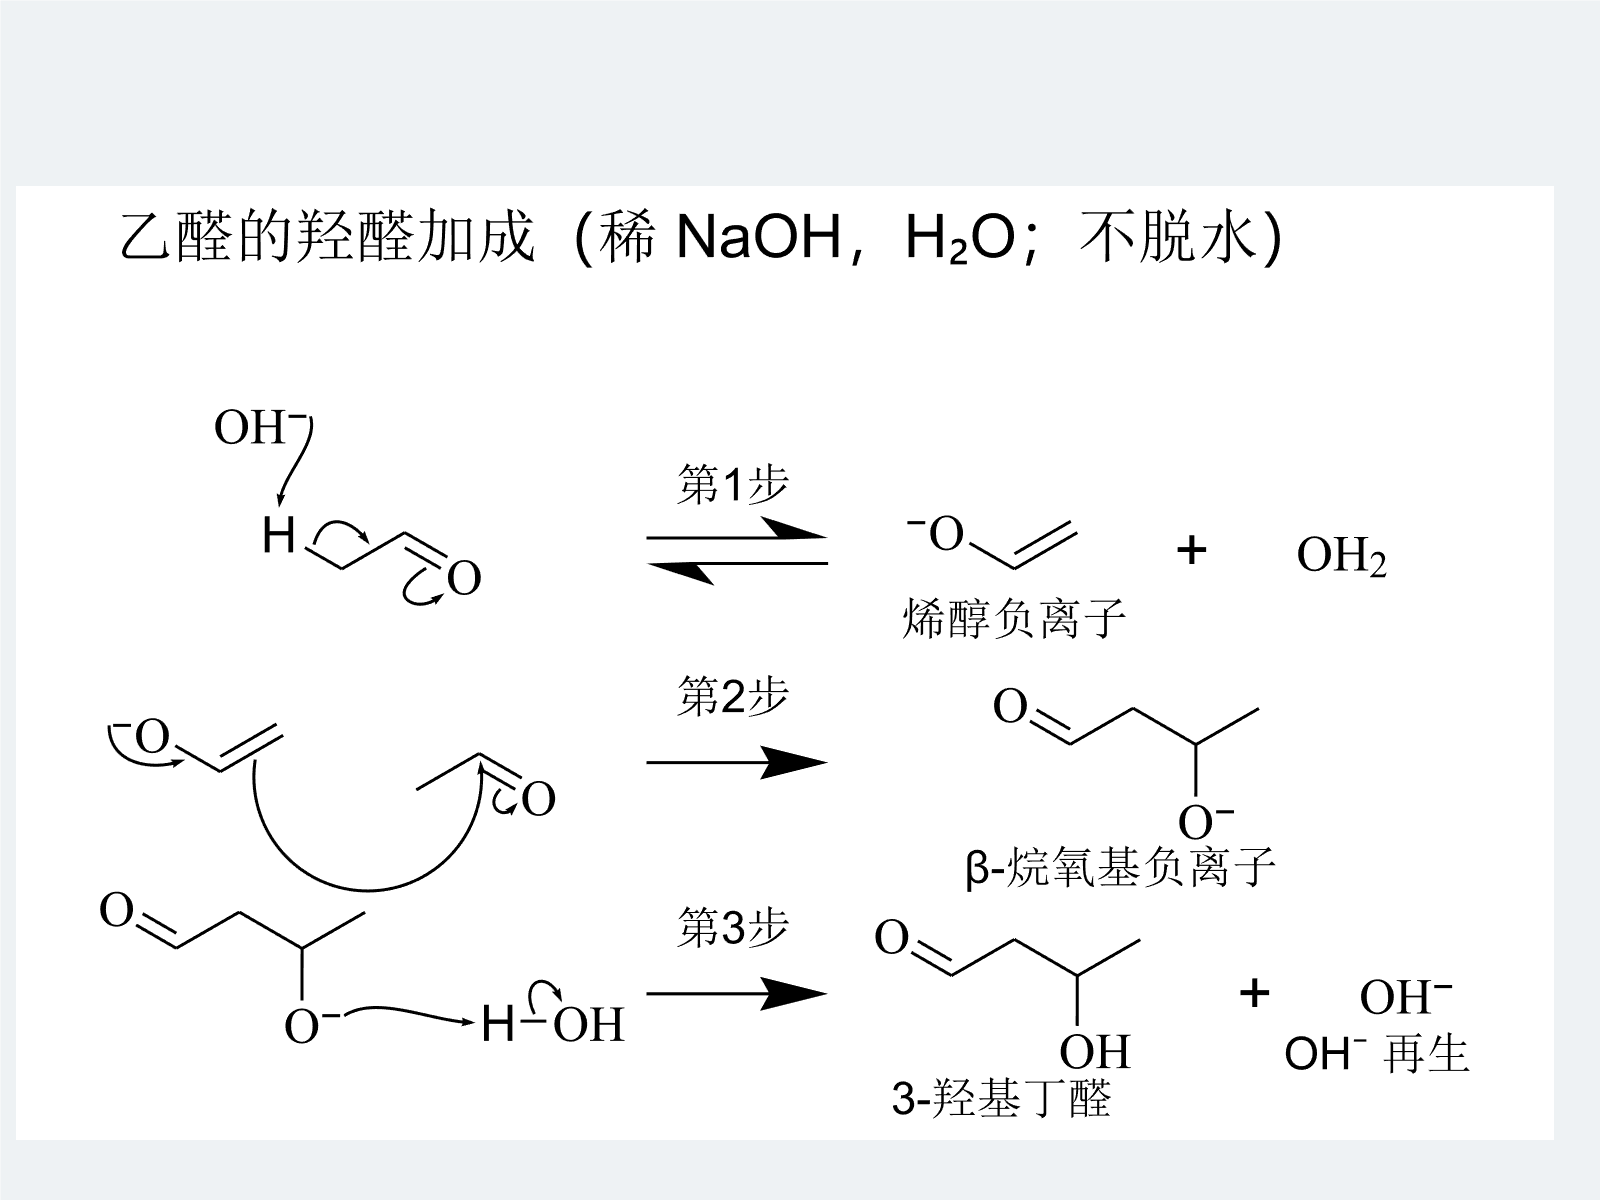 乙醛的羟醛加成（稀 NaOH，H₂O；不脱水）
OH⁻
第1步
H
O
⁻O
+
OH₂
烯醇负离子
第2步
⁻O
O
O
O⁻
β-烷氧基负离子
第3步
O
O⁻
H
OH
O
OH
+
OH⁻
OH⁻ 再生
3-羟基丁醛